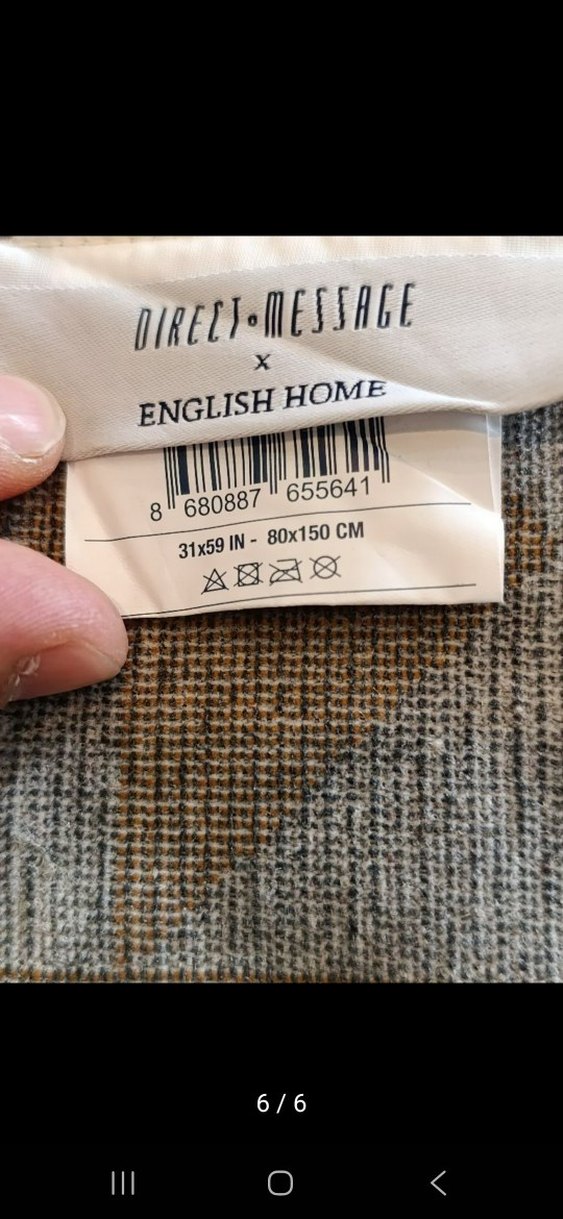 DIRECT•MESSAGE
X
ENGLISH HOME
8 680887 655641
31x59 IN - 80x150 CM
6 / 6